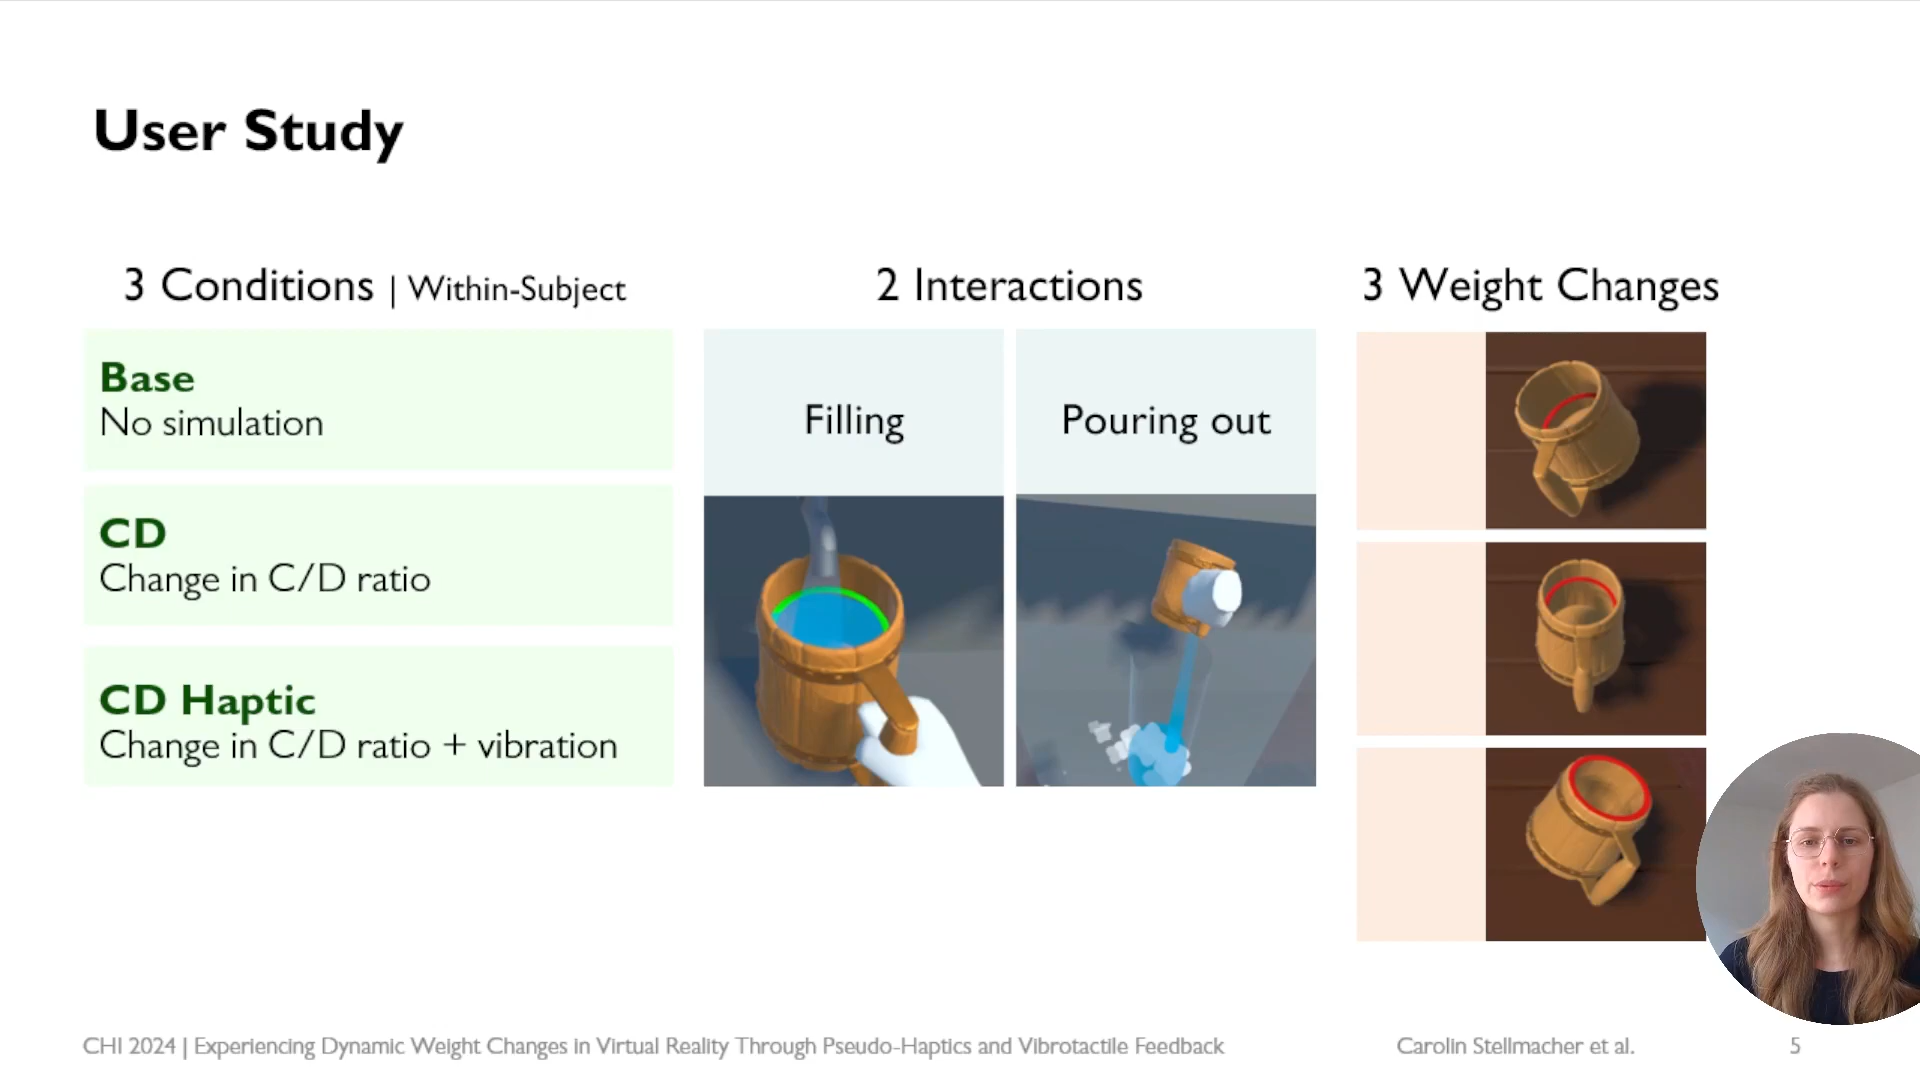 User Study
3 Conditions | Within-Subject
Base
No simulation
CD
Change in C/D ratio
CD Haptic
Change in C/D ratio + vibration
2 Interactions
Filling
Pouring out
3 Weight Changes
CHI 2024 | Experiencing Dynamic Weight Changes in Virtual Reality Through Pseudo-Haptics and Vibrotactile Feedback
Carolin Stellmacher et al.
5